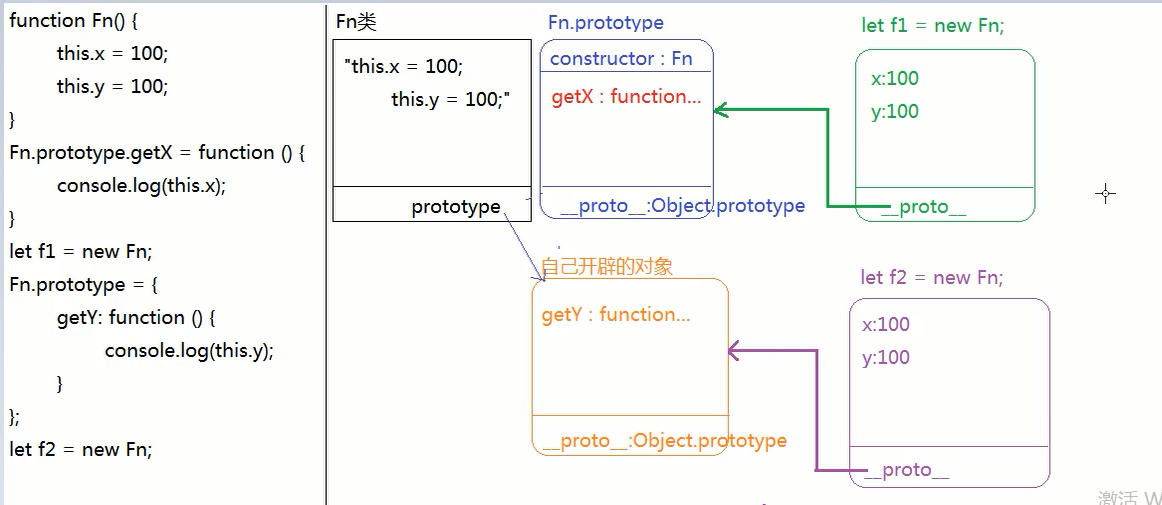 function Fn() {
this.x = 100;
this.y = 100;
}
Fn.prototype.getX = function () {
console.log(this.x);
}
let f1 = new Fn;
Fn.prototype = {
getY: function () {
console.log(this.y);
}
};
let f2 = new Fn;
Fn类
"this.x = 100;
this.y = 100;"
prototype
Fn.prototype
constructor : Fn
getX : function...
__proto__:Object.prototype
let f1 = new Fn;
x:100
y:100
__proto__
自己开辟的对象
getY : function...
__proto__:Object.prototype
let f2 = new Fn;
x:100
y:100
__proto__
激活 W